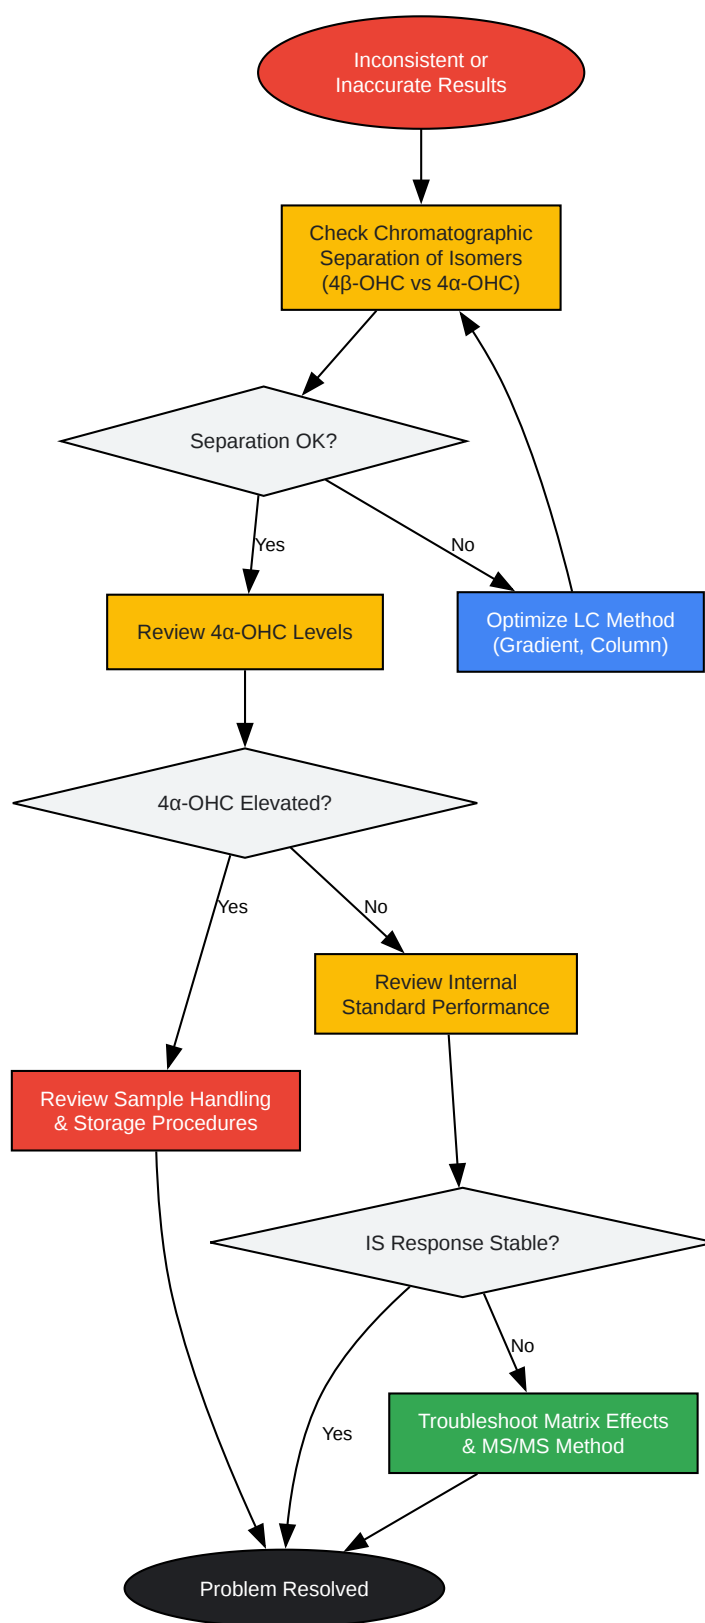 Inconsistent or
Inaccurate Results
Check Chromatographic
Separation of Isomers
(4β-OHC vs 4α-OHC)
Separation OK?
Yes
No
Review 4α-OHC Levels
Optimize LC Method
(Gradient, Column)
4α-OHC Elevated?
Yes
No
Review Internal
Standard Performance
Review Sample Handling
& Storage Procedures
IS Response Stable?
No
Yes
Troubleshoot Matrix Effects
& MS/MS Method
Problem Resolved